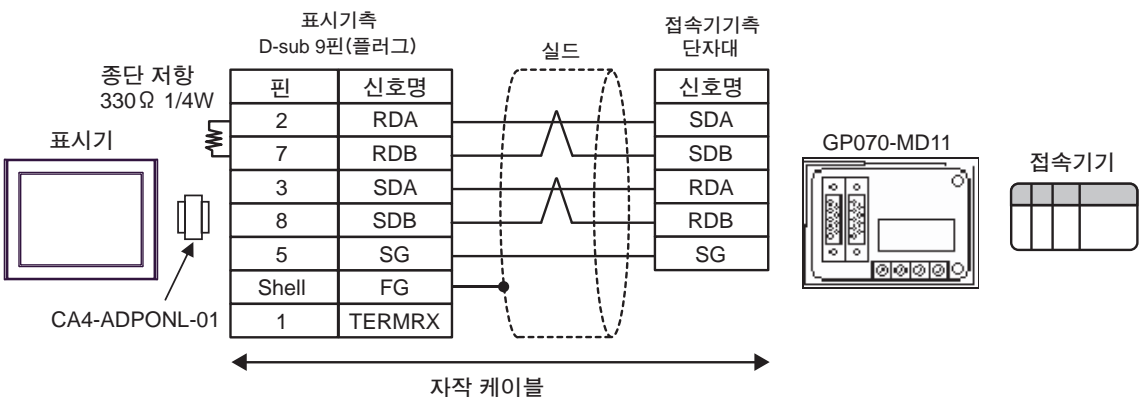 표시기측
D-sub 9핀(플러그)
접속기기측
단자대
실드
종단 저항
330Ω 1/4W
핀 신호명
신호명
2 RDA
SDA
7 RDB
SDB
3 SDA
RDA
8 SDB
RDB
5 SG
SG
Shell FG
1 TERMRX
표시기
CA4-ADPONL-01
GP070-MD11
접속기기
자작 케이블